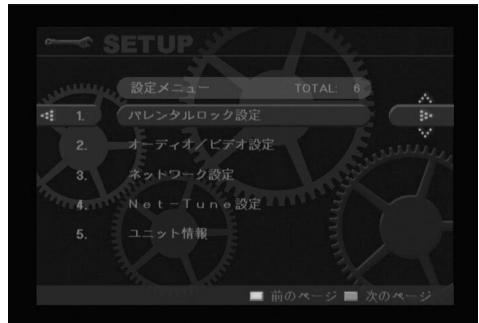 SETUP
設定メニュー TOTAL: 6
1. パレンタルロック設定
2. オーディオ／ビデオ設定
3. ネットワーク設定
4. Net-Tune設定
5. ユニット情報
前のページ 次のページ